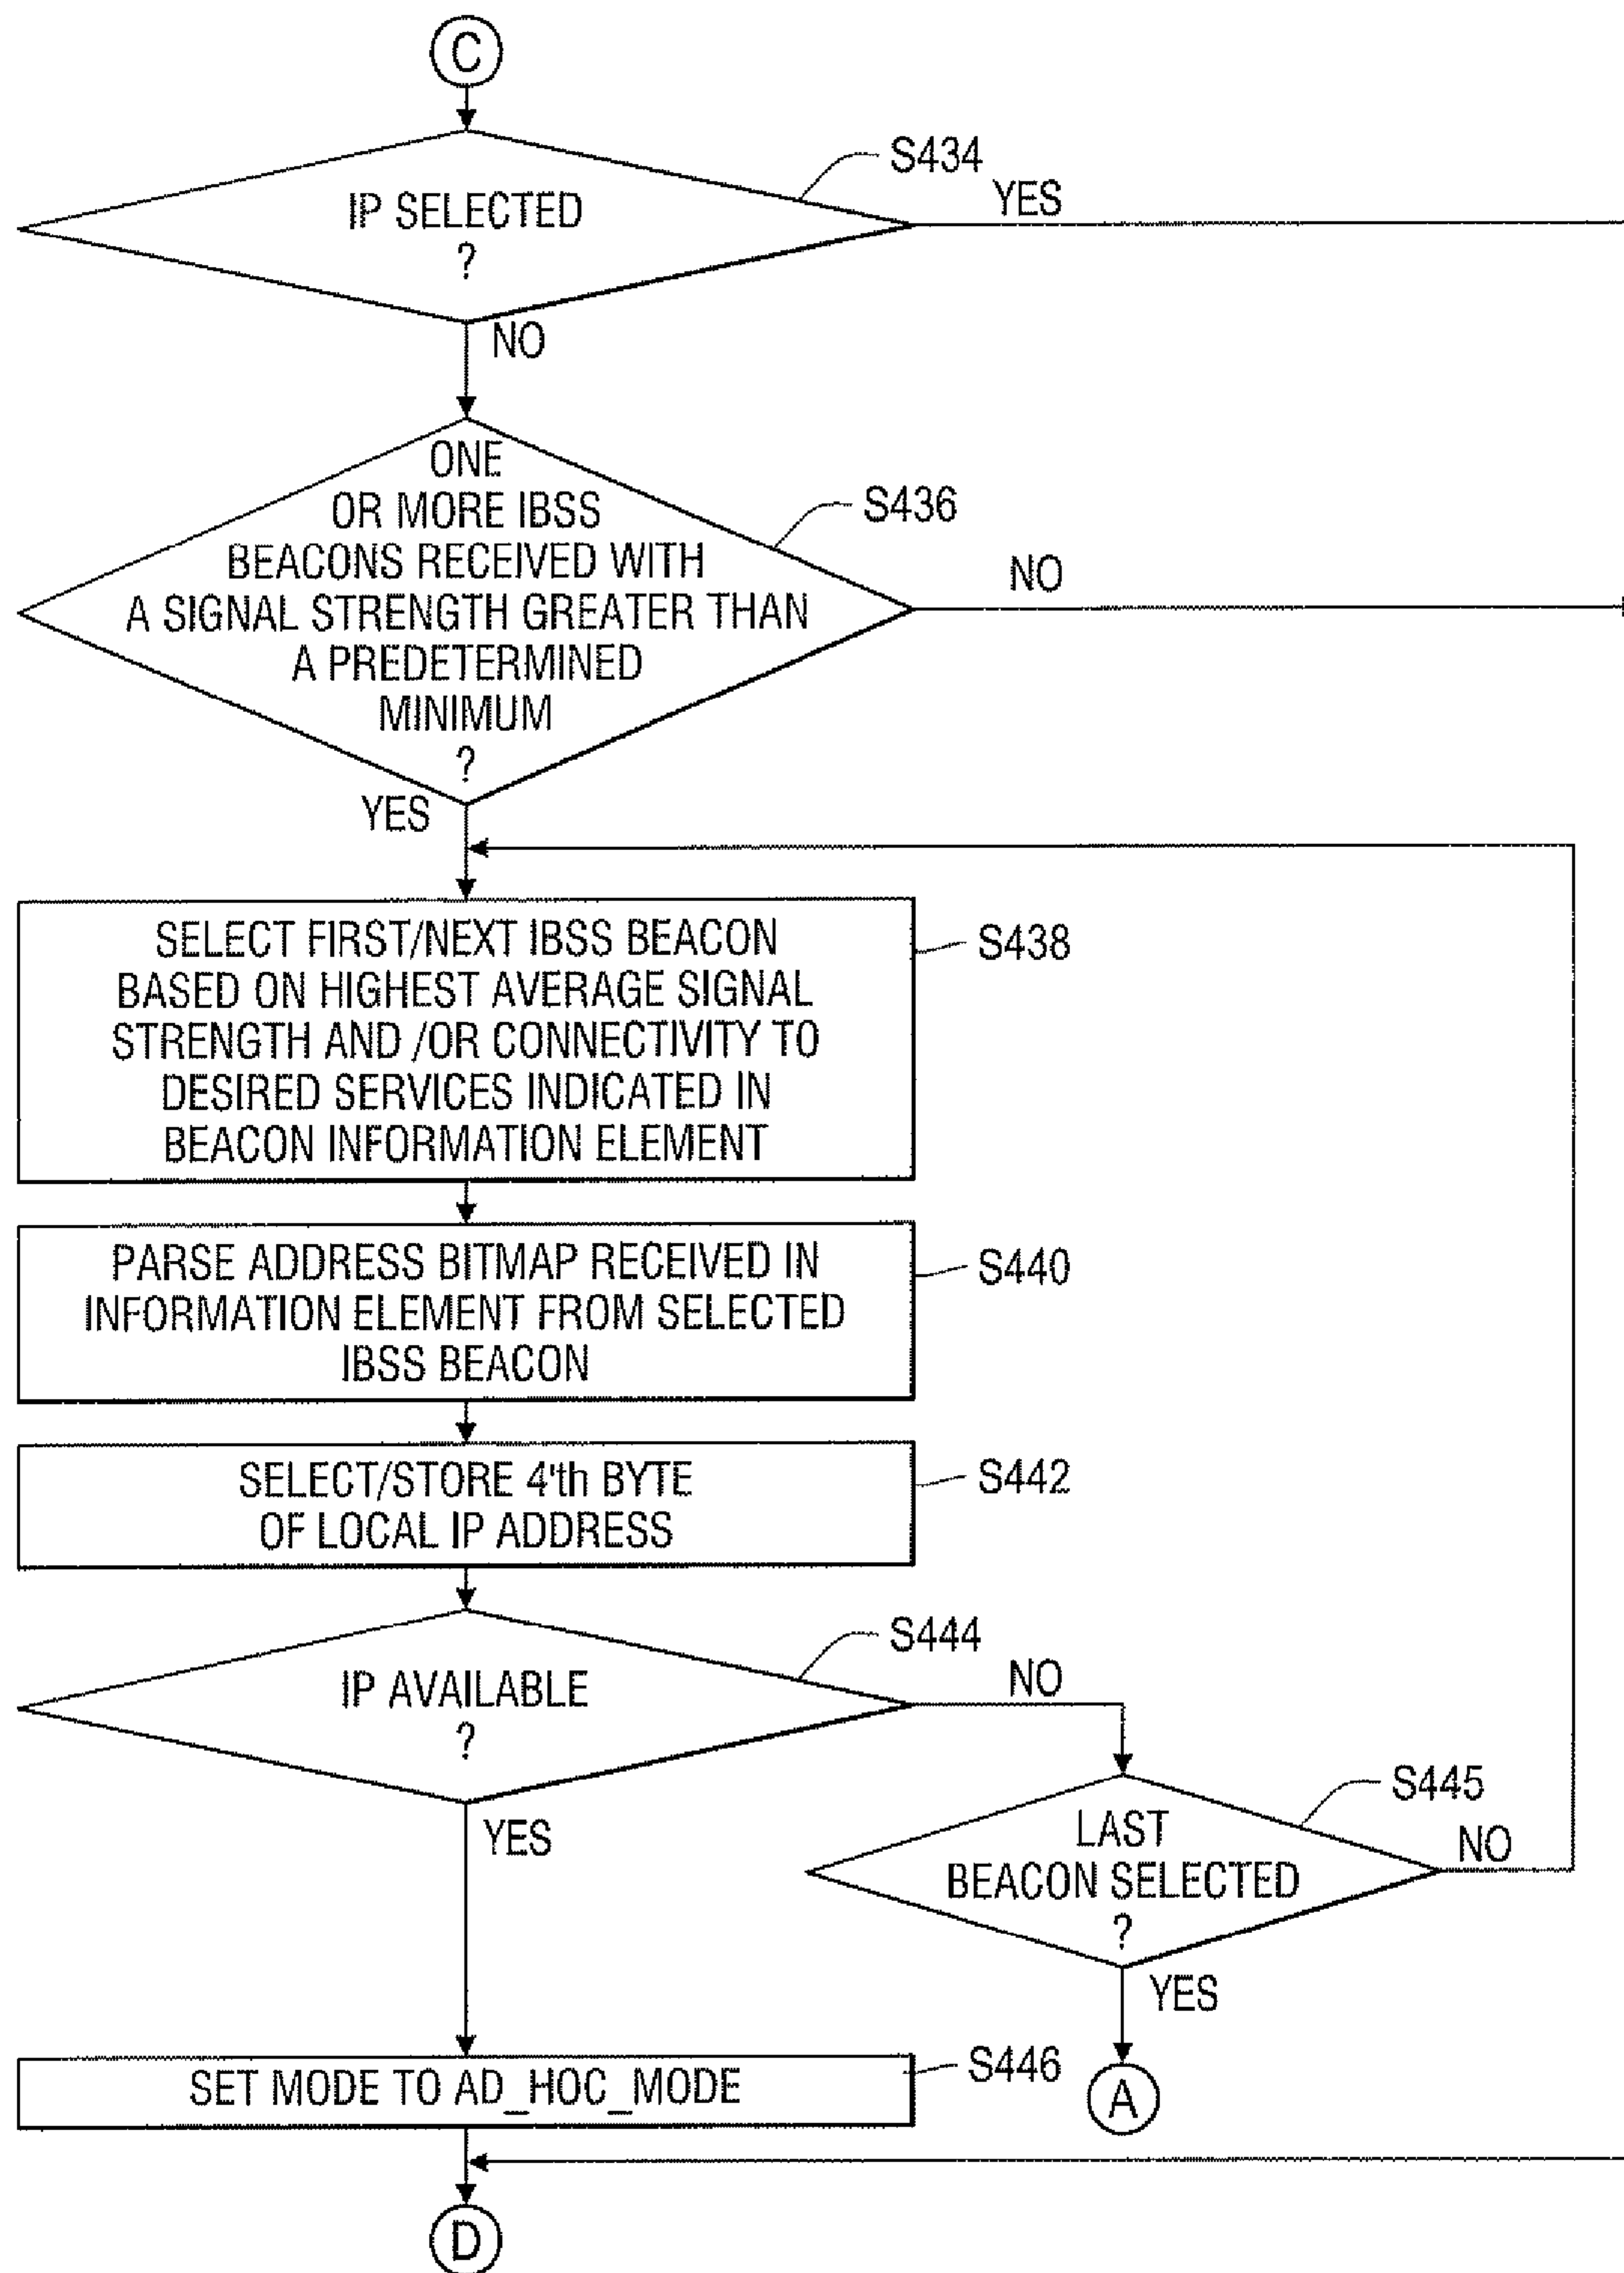 C
S434
YES
IP SELECTED
?
NO
ONE
OR MORE IBSS
BEACONS RECEIVED WITH
A SIGNAL STRENGTH GREATER THAN
A PREDETERMINED
MINIMUM
?
S436
NO
YES
SELECT FIRST/NEXT IBSS BEACON
BASED ON HIGHEST AVERAGE SIGNAL
STRENGTH AND /OR CONNECTIVITY TO
DESIRED SERVICES INDICATED IN
BEACON INFORMATION ELEMENT
S438
PARSE ADDRESS BITMAP RECEIVED IN
INFORMATION ELEMENT FROM SELECTED
IBSS BEACON
S440
SELECT/STORE 4'th BYTE
OF LOCAL IP ADDRESS
S442
IP AVAILABLE
?
S444
NO
YES
LAST
BEACON SELECTED
?
S445
NO
YES
SET MODE TO AD_HOC_MODE
S446
A
D